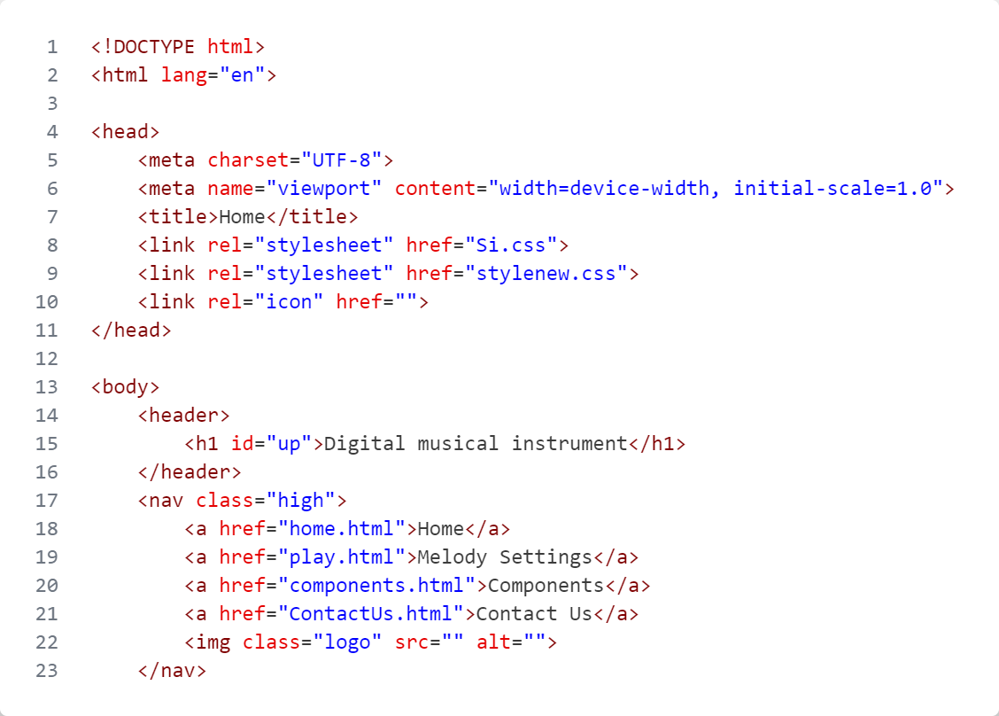 1 <!DOCTYPE html>
2 <html lang="en">
3
4 <head>
5     <meta charset="UTF-8">
6     <meta name="viewport" content="width=device-width, initial-scale=1.0">
7     <title>Home</title>
8     <link rel="stylesheet" href="Si.css">
9     <link rel="stylesheet" href="stylenew.css">
10     <link rel="icon" href="">
11 </head>
12
13 <body>
14     <header>
15         <h1 id="up">Digital musical instrument</h1>
16     </header>
17     <nav class="high">
18         <a href="home.html">Home</a>
19         <a href="play.html">Melody Settings</a>
20         <a href="components.html">Components</a>
21         <a href="ContactUs.html">Contact Us</a>
22         <img class="logo" src="" alt="">
23     </nav>